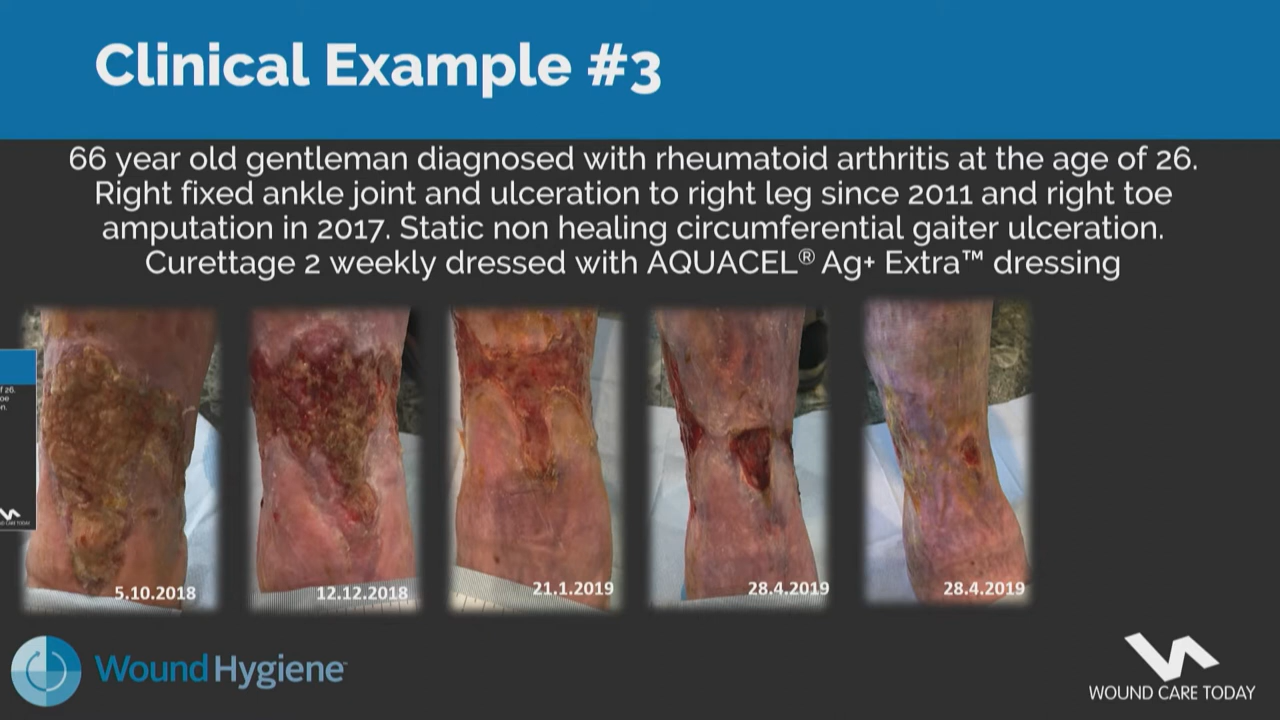 Clinical Example #3
66 year old gentleman diagnosed with rheumatoid arthritis at the age of 26.
Right fixed ankle joint and ulceration to right leg since 2011 and right toe
amputation in 2017. Static non healing circumferential gaiter ulceration.
Curettage 2 weekly dressed with AQUACEL® Ag+ Extra™ dressing
f 26.
oe
n.
5.10.2018
12.12.2018
21.1.2019
28.4.2019
28.4.2019
WoundHygiene™
WOUND CARE TODAY